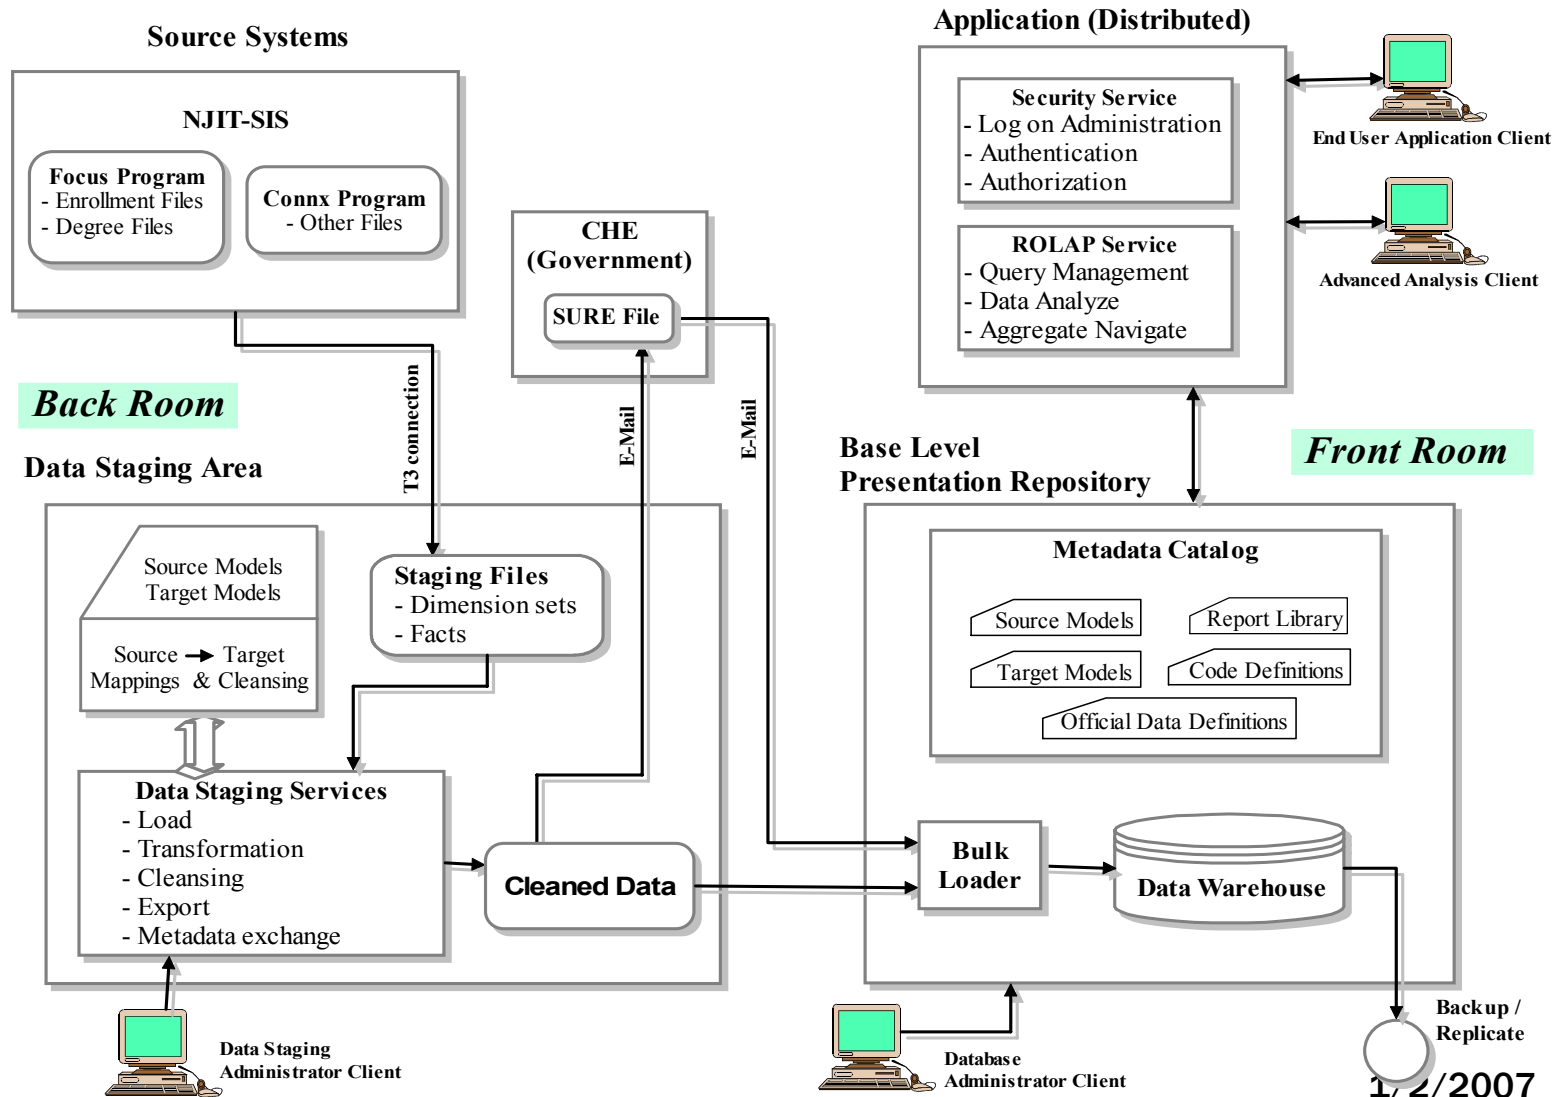 Source Systems
NJIT-SIS
Focus Program
- Enrollment Files
- Degree Files
Connx Program
- Other Files
CHE
(Government)
SURE File
Application (Distributed)
Security Service
- Log on Administration
- Authentication
- Authorization
ROLAP Service
- Query Management
- Data Analyze
- Aggregate Navigate
End User Application Client
Advanced Analysis Client
Back Room
T3 connection
E-Mail
E-Mail
Front Room
Data Staging Area
Source Models
Target Models
Source Target
Mappings & Cleansing
Staging Files
- Dimension sets
- Facts
Data Staging Services
- Load
- Transformation
- Cleansing
- Export
- Metadata exchange
Cleaned Data
Data Staging
Administrator Client
Base Level
Presentation Repository
Metadata Catalog
Source Models
Report Library
Target Models
Code Definitions
Official Data Definitions
Bulk
Loader
Data Warehouse
Database
Administrator Client
Backup /
Replicate
1/2/2007